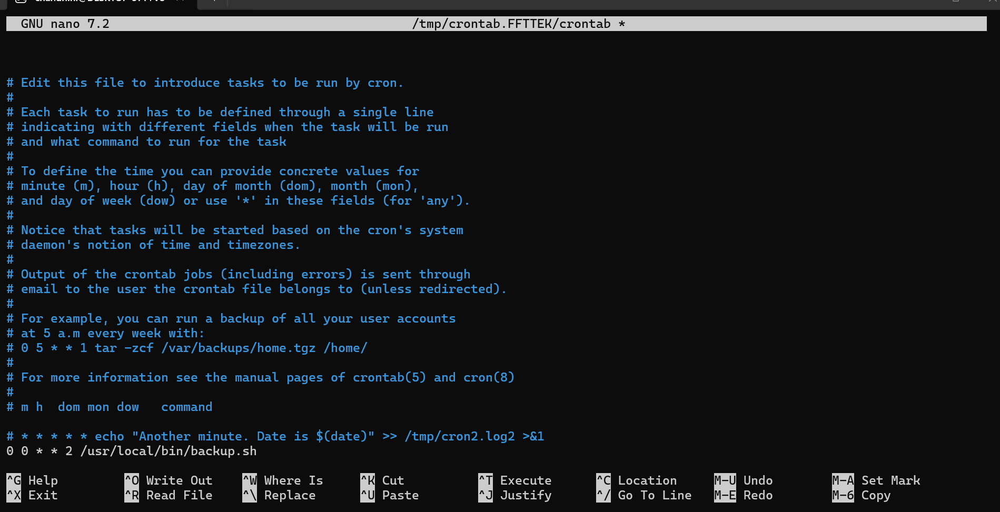 GNU nano 7.2 /tmp/crontab.FFTTEK/crontab *
# Edit this file to introduce tasks to be run by cron.
#
# Each task to run has to be defined through a single line
# indicating with different fields when the task will be run
# and what command to run for the task
#
# To define the time you can provide concrete values for
# minute (m), hour (h), day of month (dom), month (mon),
# and day of week (dow) or use '*' in these fields (for 'any').
#
# Notice that tasks will be started based on the cron's system
# daemon's notion of time and timezones.
#
# Output of the crontab jobs (including errors) is sent through
# email to the user the crontab file belongs to (unless redirected).
#
# For example, you can run a backup of all your user accounts
# at 5 a.m every week with:
# 0 5 * * 1 tar -zcf /var/backups/home.tgz /home/
#
# For more information see the manual pages of crontab(5) and cron(8)
#
# m h  dom mon dow   command
# * * * * * echo "Another minute. Date is $(date)" >> /tmp/cron2.log2 >&1
0 0 * * 2 /usr/local/bin/backup.sh
^G Help ^O Write Out ^W Where Is ^K Cut ^T Execute ^C Location M-U Undo M-A Set Mark
^X Exit ^R Read File ^\ Replace ^U Paste ^J Justify ^/ Go To Line M-E Redo M-6 Copy